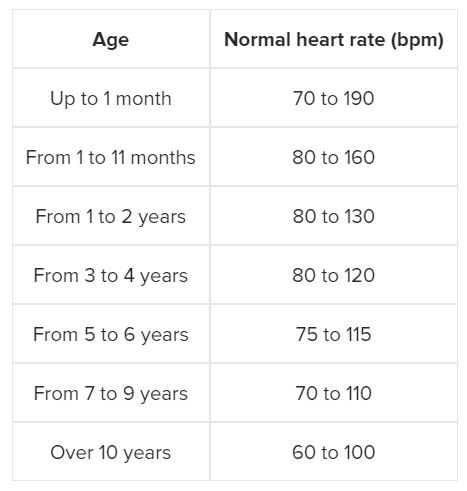 Age Normal heart rate (bpm)
Up to 1 month 70 to 190
From 1 to 11 months 80 to 160
From 1 to 2 years 80 to 130
From 3 to 4 years 80 to 120
From 5 to 6 years 75 to 115
From 7 to 9 years 70 to 110
Over 10 years 60 to 100